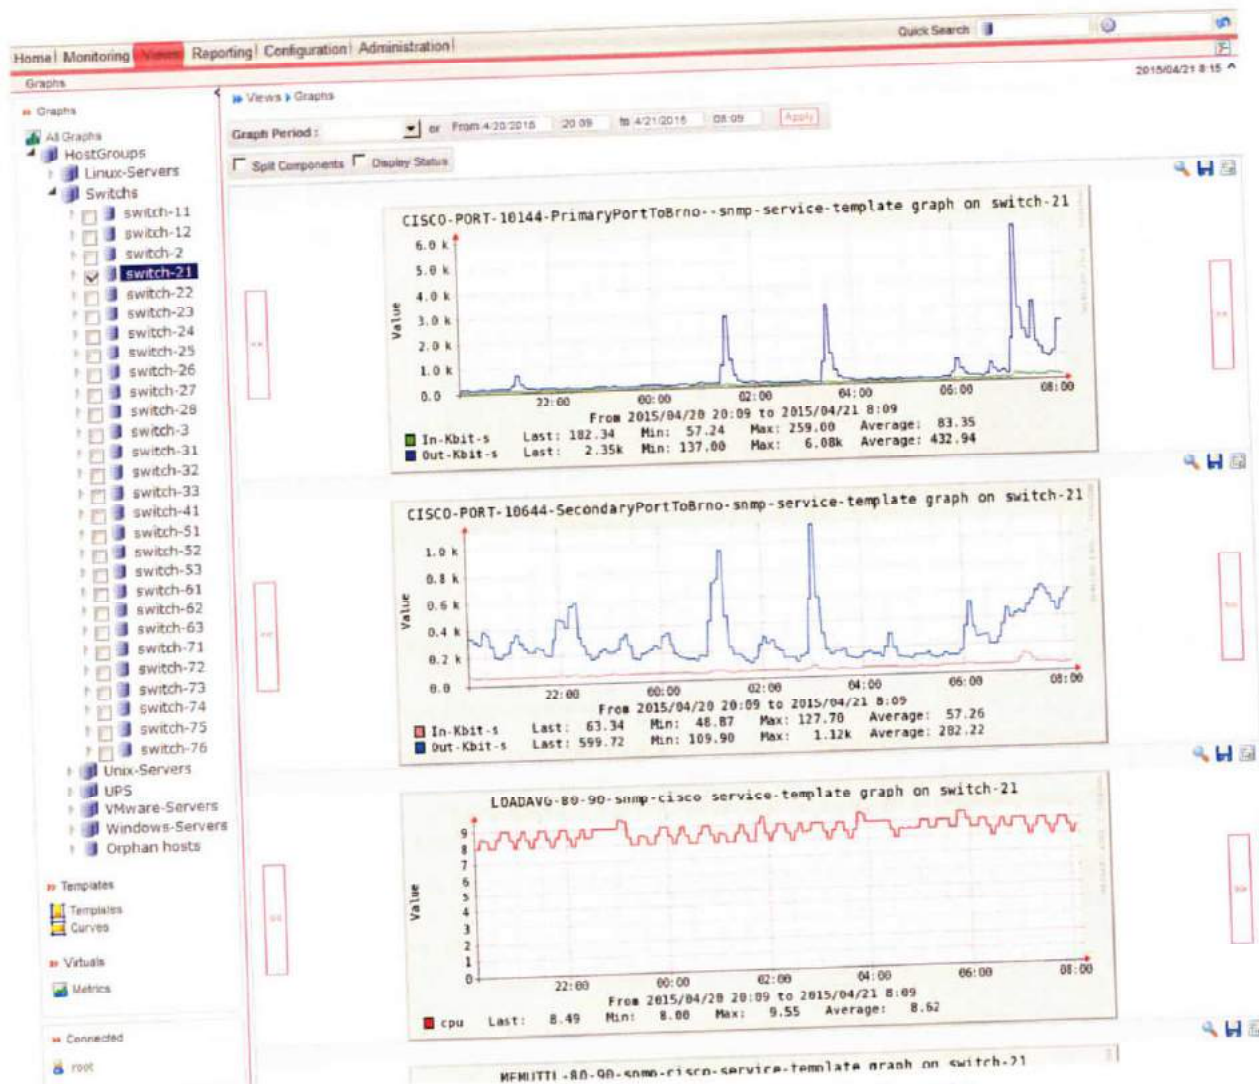 Quick Search
Home Monitoring Views Reporting Configuration Administration
Graphs
2015/04/21 8:15
Graphs
All Graphs
HostGroups
Linux-Servers
Switchs
switch-11
switch-12
switch-2
switch-21
switch-22
switch-23
switch-24
switch-25
switch-26
switch-27
switch-28
switch-3
switch-31
switch-32
switch-33
switch-41
switch-51
switch-52
switch-53
switch-61
switch-62
switch-63
switch-71
switch-72
switch-73
switch-74
switch-75
switch-76
Unix-Servers
UPS
VMware-Servers
Windows-Servers
Orphan hosts
Templates
Templates
Curves
Virtuals
Metrics
Connected
root
Views Graphs
Graph Period : or From 4/20/2015 20:09 to 4/21/2015 08:09 Apply
Split Components Display Status
CISCO-PORT-10144-PrimaryPortToBrno--snmp-service-template graph on switch-21
6.0 k
5.0 k
4.0 k
3.0 k
2.0 k
1.0 k
0.0
Value
22:00 00:00 02:00 04:00 06:00 08:00
From 2015/04/20 20:09 to 2015/04/21 8:09
In-Kbit-s Last: 182.34 Min: 57.24 Max: 259.00 Average: 83.35
Out-Kbit-s Last: 2.35k Min: 137.00 Max: 6.08k Average: 432.94
CISCO-PORT-10644-SecondaryPortToBrno-snmp-service-template graph on switch-21
1.0 k
0.8 k
0.6 k
0.4 k
0.2 k
0.0
Value
22:00 00:00 02:00 04:00 06:00 08:00
From 2015/04/20 20:09 to 2015/04/21 8:09
In-Kbit-s Last: 63.34 Min: 48.87 Max: 127.70 Average: 57.26
Out-Kbit-s Last: 599.72 Min: 109.90 Max: 1.12k Average: 282.22
LOADAVG-80-90-snmp-cisco service-template graph on switch-21
9
8
7
6
5
4
3
2
1
0
Value
22:00 00:00 02:00 04:00 06:00 08:00
From 2015/04/20 20:09 to 2015/04/21 8:09
cpu Last: 8.49 Min: 8.00 Max: 9.55 Average: 8.62
MEMUTIL-80-90-snmp-cisco-service-template graph on switch-21